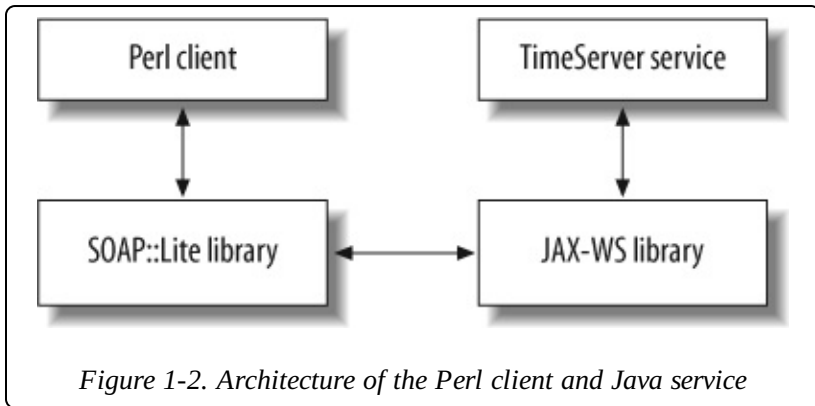 Perl client
TimeServer service
SOAP::Lite library
JAX-WS library
Figure 1-2. Architecture of the Perl client and Java service